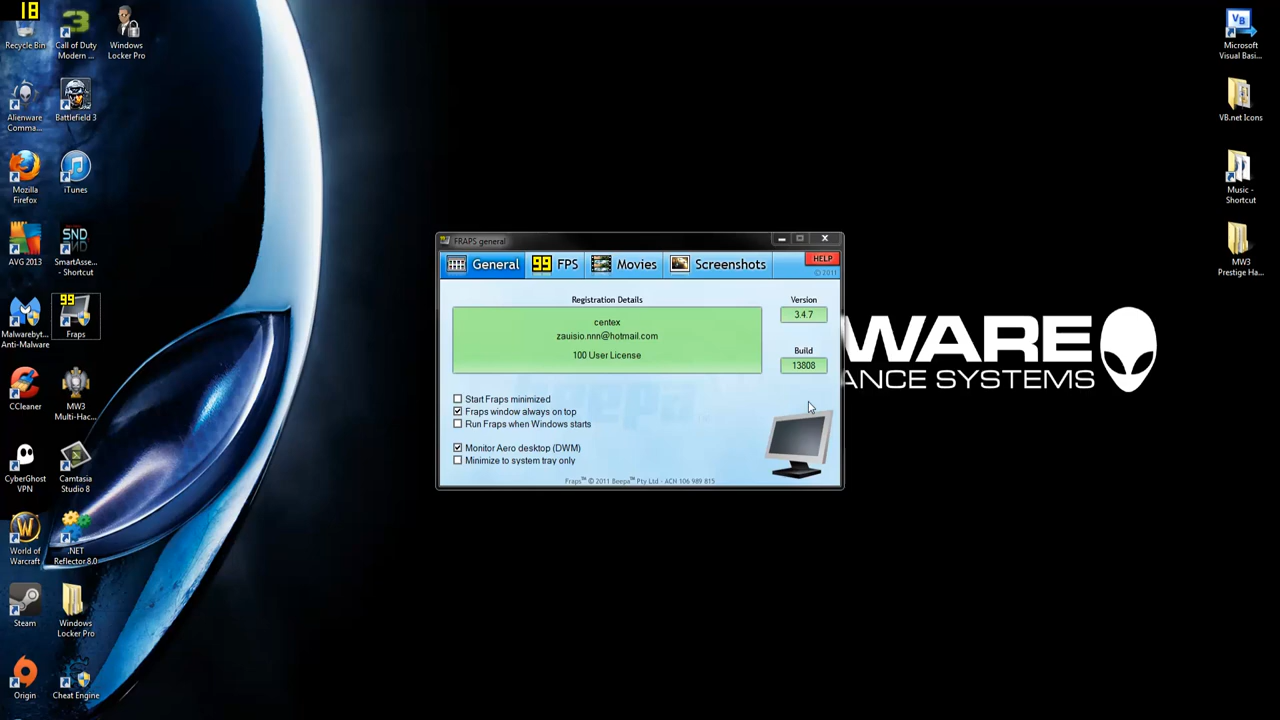 18
Recycle Bin
Call of Duty
Modern ...
Windows
Locker Pro
Alienware
Comma...
Battlefield 3
Mozilla
Firefox
iTunes
AVG 2013
SND
SmartAsse...
- Shortcut
Malwarebyt...
Anti-Malware
99
Fraps
CCleaner
MW3
Multi-Hac...
CyberGhost
VPN
Camtasia
Studio 8
World of
Warcraft
.NET
Reflector 8.0
Steam
Windows
Locker Pro
Origin
Cheat Engine
FRAPS general
General
99 FPS
Movies
Screenshots
HELP
© 2011
Registration Details
centex
zauisio.nnn@hotmail.com
100 User License
Version
3.4.7
Build
13808
beepa
Start Fraps minimized
Fraps window always on top
Run Fraps when Windows starts
Monitor Aero desktop (DWM)
Minimize to system tray only
Fraps™ © 2011 Beepa™ Pty Ltd - ACN 106 989 815
WARE
ANCE SYSTEMS
VB
Microsoft
Visual Basi...
VB.net Icons
Music -
Shortcut
MW3
Prestige Ha...